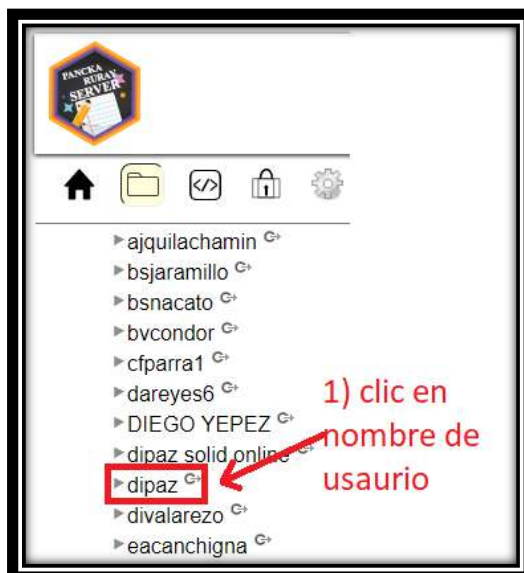 PANCKA
RURAY
SERVER
ajquilachamin
bsjaramillo
bsnacato
bvcondor
cfparra1
dareyes6
DIEGO YEPEZ
dipaz solid online
dipaz
divalarezo
eacanchigna
1) clic en
nombre de
usaurio